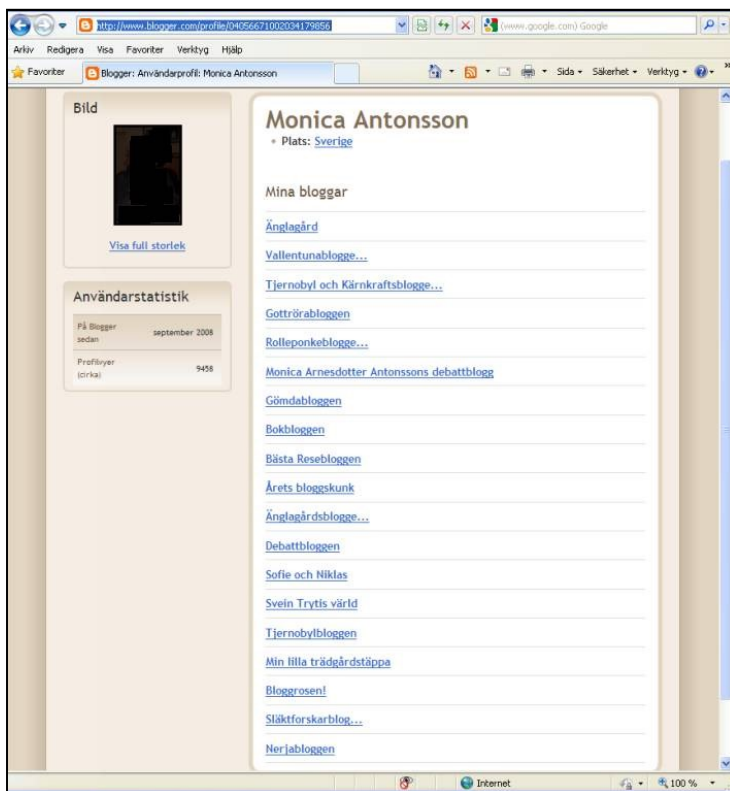 http://www.blogger.com/profile/04056671002034179856
(www.google.com) Google
Arkiv Redigera Visa Favoriter Verktyg Hjälp
Favoriter Blogger: Användarprofil: Monica Antonsson Sida Säkerhet Verktyg
Bild
Visa full storlek
Användarstatistik
På Blogger sedan september 2008
Profilvyer (cirka) 9458
Monica Antonsson
Plats: Sverige
Mina bloggar
Änglagård
Vallentunablogge...
Tjernobyl och Kärnkraftsblogge...
Gottrörabloggen
Rolleponkeblogge...
Monica Arnesdotter Antonssons debattblogg
Gömdabloggen
Bokbloggen
Bästa Resebloggen
Årets bloggskunk
Änglagårdsblogge...
Debattbloggen
Sofie och Niklas
Svein Trytis värld
Tjernobylbloggen
Min lilla trädgårdstäppa
Bloggrosen!
Släktforskarblog...
Nerjabloggen
Internet 100 %